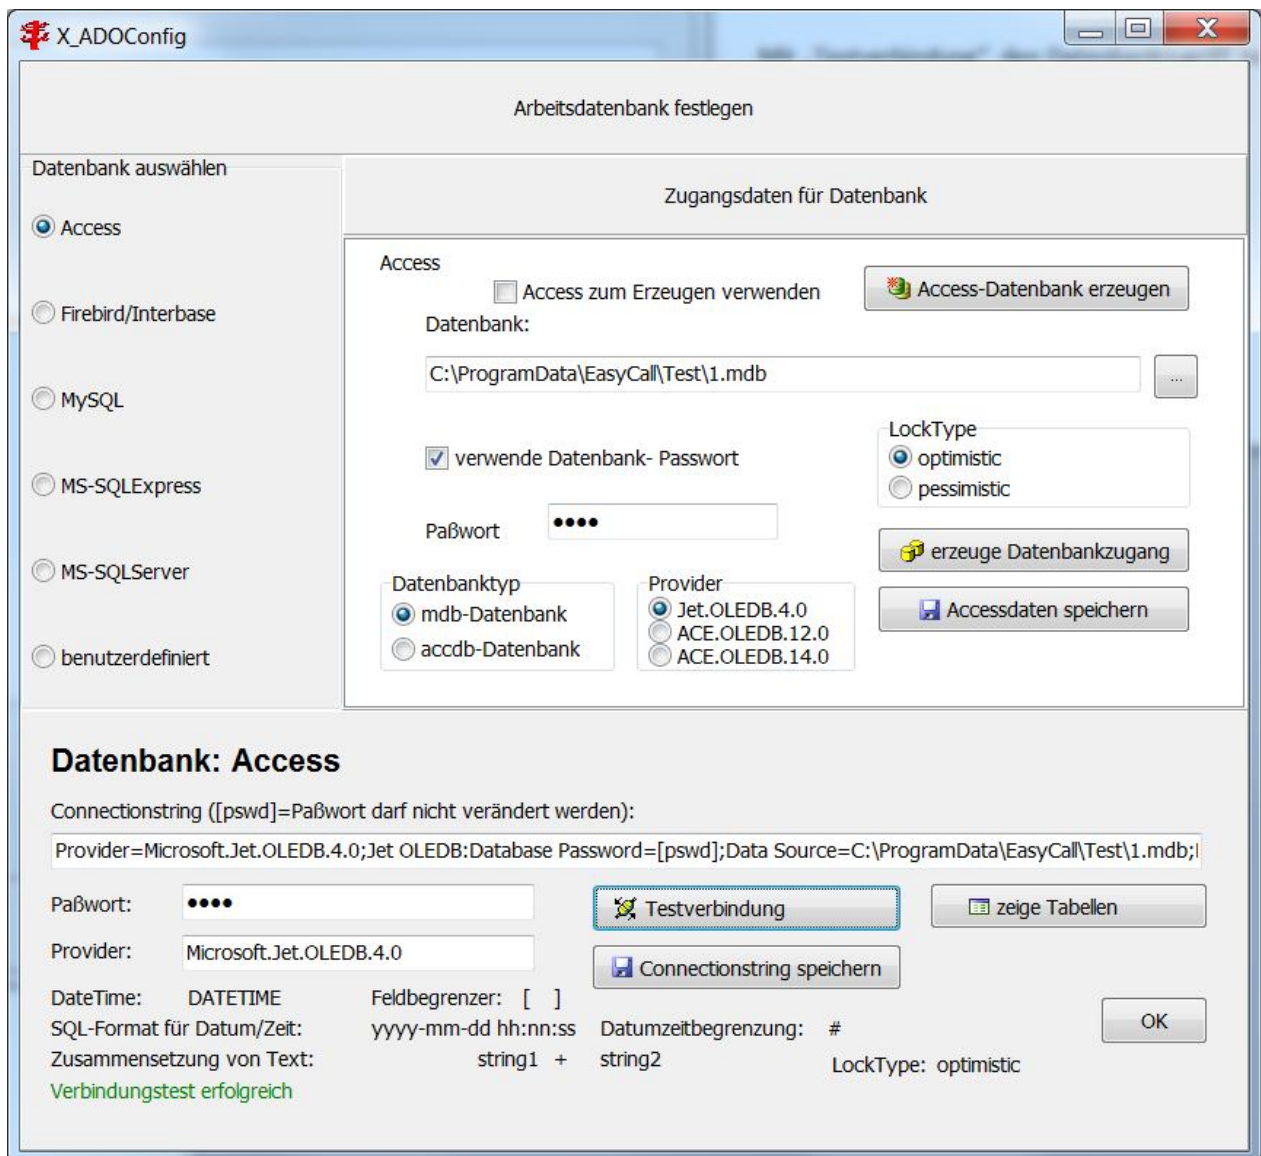 X_ADOConfig
Arbeitsdatenbank festlegen
Datenbank auswählen
Access
Firebird/Interbase
MySQL
MS-SQLExpress
MS-SQLServer
benutzerdefiniert
Zugangsdaten für Datenbank
Access
Access zum Erzeugen verwenden
Access-Datenbank erzeugen
Datenbank:
C:\ProgramData\EasyCall\Test\1.mdb
...
verwende Datenbank- Passwort
LockType
optimistic
pessimistic
Paßwort ••••
erzeuge Datenbankzugang
Datenbanktyp
mdb-Datenbank
accdb-Datenbank
Provider
Jet.OLEDB.4.0
ACE.OLEDB.12.0
ACE.OLEDB.14.0
Accessdaten speichern
Datenbank: Access
Connectionstring ([pswd]=Paßwort darf nicht verändert werden):
Provider=Microsoft.Jet.OLEDB.4.0;Jet OLEDB:Database Password=[pswd];Data Source=C:\ProgramData\EasyCall\Test\1.mdb;
Paßwort: •••• Testverbindung zeige Tabellen
Provider: Microsoft.Jet.OLEDB.4.0 Connectionstring speichern
DateTime: DATETIME Feldbegrenzer: [ ]
SQL-Format für Datum/Zeit: yyyy-mm-dd hh:nn:ss Datumzeitbegrenzung: # OK
Zusammensetzung von Text: string1 + string2 LockType: optimistic
Verbindungstest erfolgreich